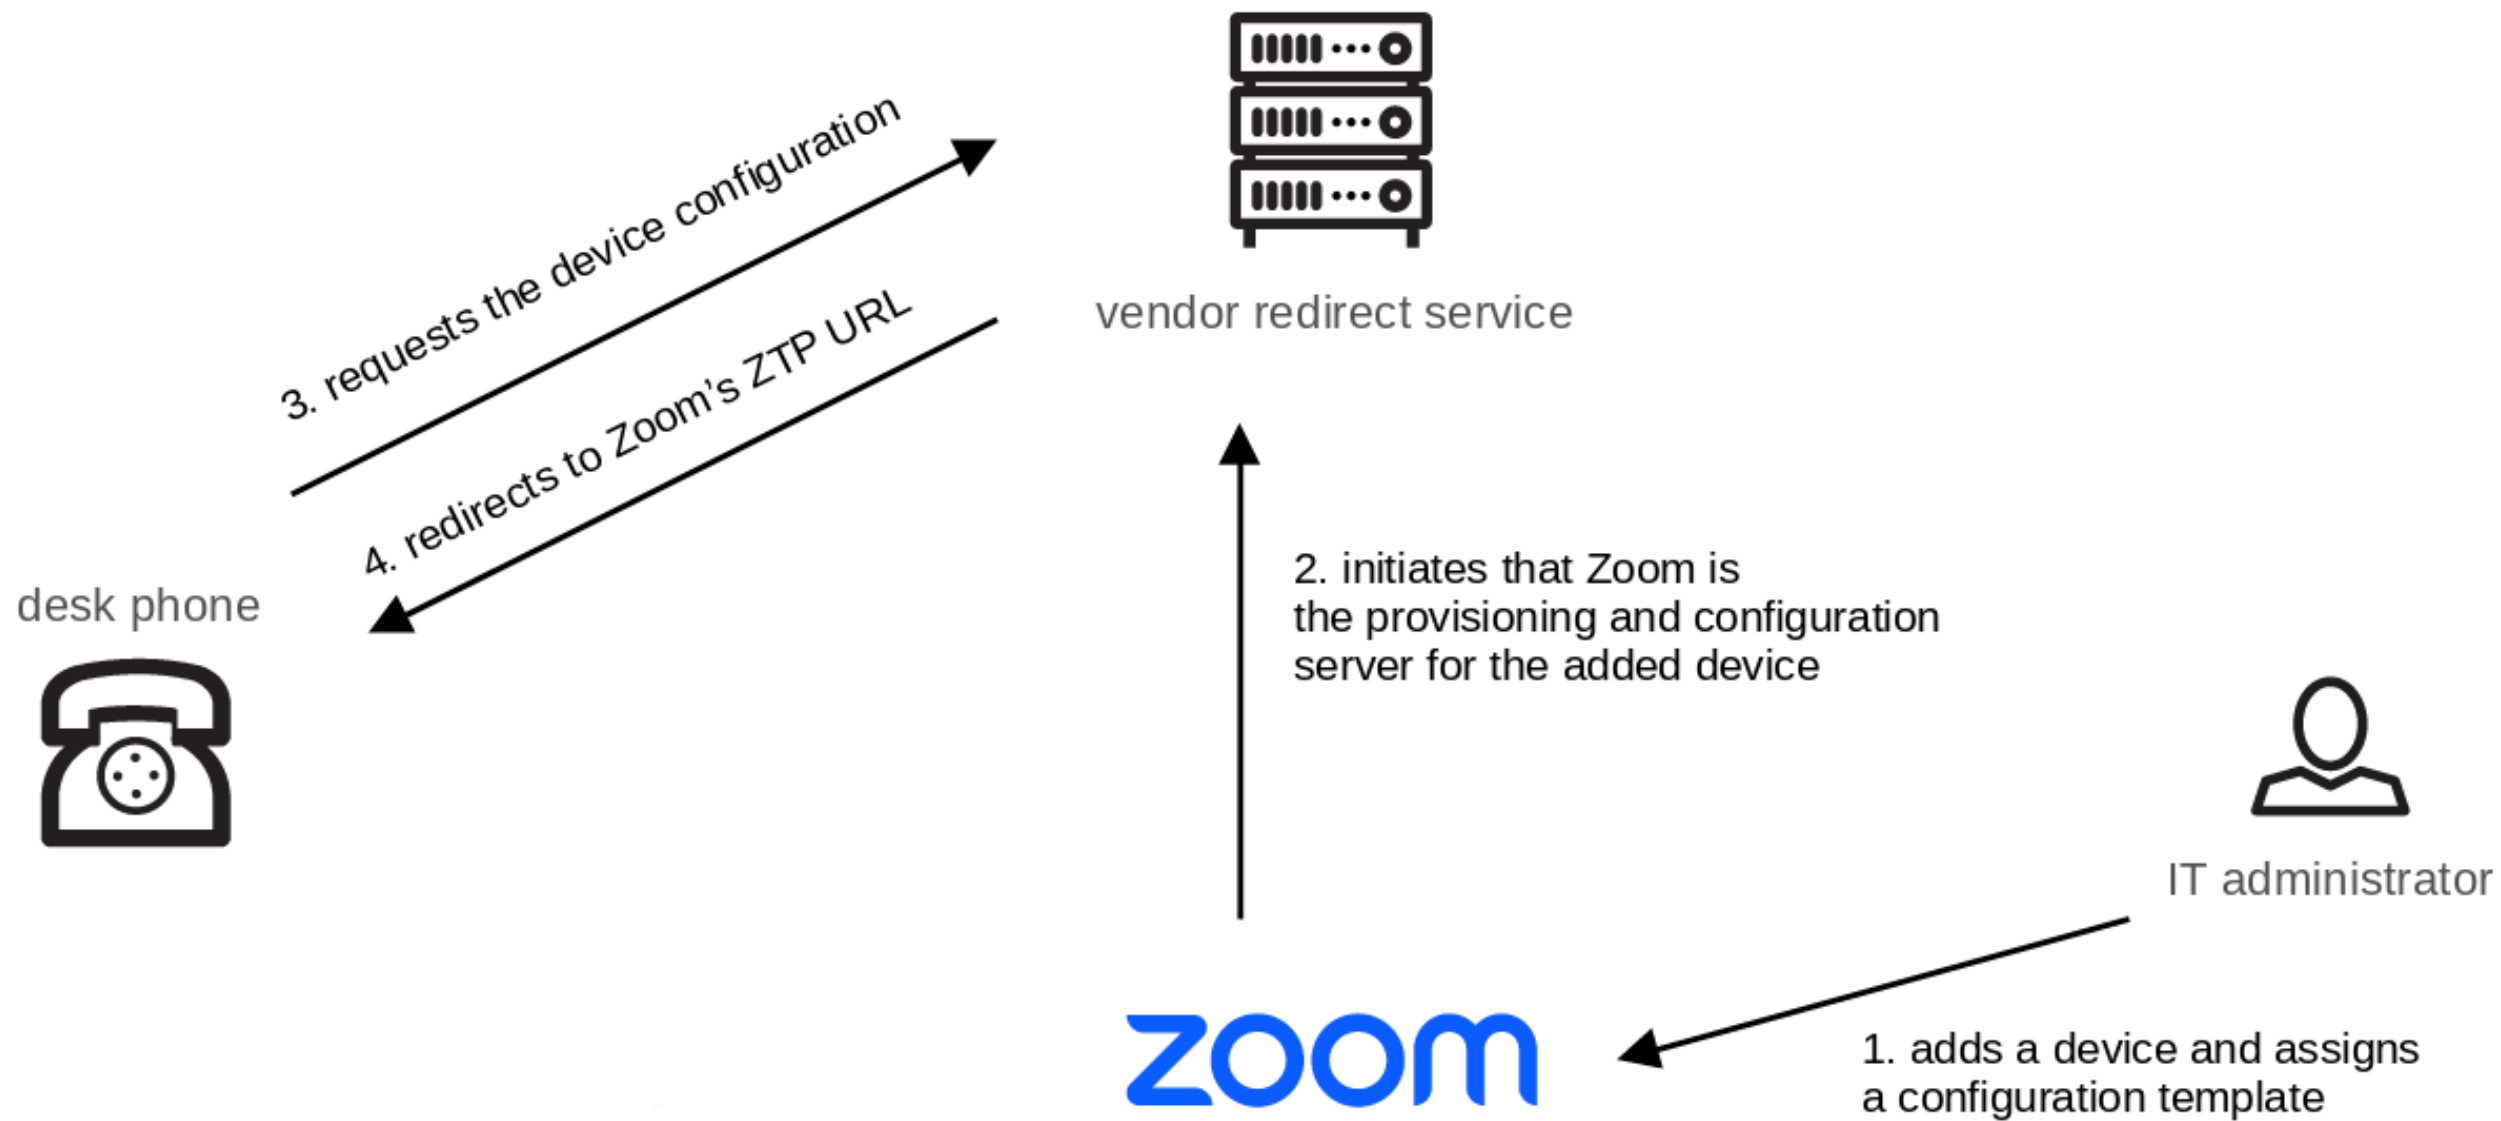 3. requests the device configuration
vendor redirect service
4. redirects to Zoom’s ZTP URL
desk phone
2. initiates that Zoom is
the provisioning and configuration
server for the added device
IT administrator
zoom
1. adds a device and assigns
a configuration template